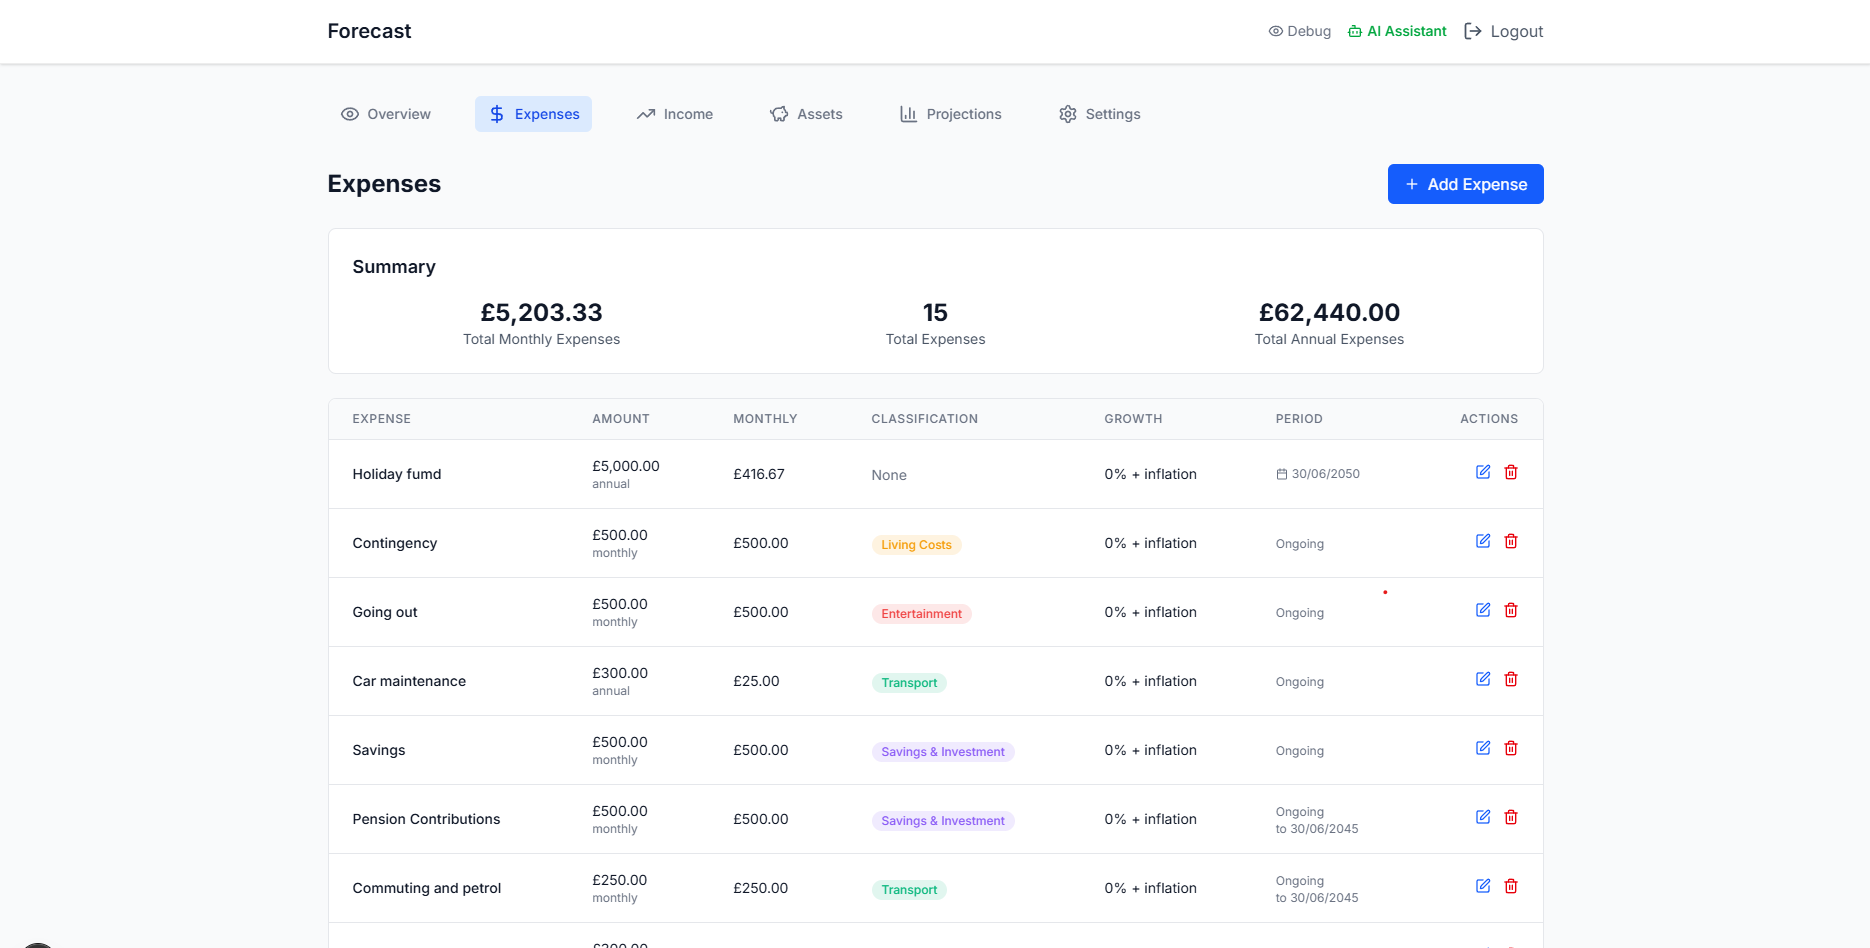 Forecast
Debug
AI Assistant
Logout
Overview
Expenses
Income
Assets
Projections
Settings
Expenses
+ Add Expense
Summary
£5,203.33
Total Monthly Expenses
15
Total Expenses
£62,440.00
Total Annual Expenses
EXPENSE AMOUNT MONTHLY CLASSIFICATION GROWTH PERIOD ACTIONS
Holiday fumd £5,000.00 annual £416.67 None 0% + inflation 30/06/2050
Contingency £500.00 monthly £500.00 Living Costs 0% + inflation Ongoing
Going out £500.00 monthly £500.00 Entertainment 0% + inflation Ongoing
Car maintenance £300.00 annual £25.00 Transport 0% + inflation Ongoing
Savings £500.00 monthly £500.00 Savings & Investment 0% + inflation Ongoing
Pension Contributions £500.00 monthly £500.00 Savings & Investment 0% + inflation Ongoing to 30/06/2045
Commuting and petrol £250.00 monthly £250.00 Transport 0% + inflation Ongoing to 30/06/2045